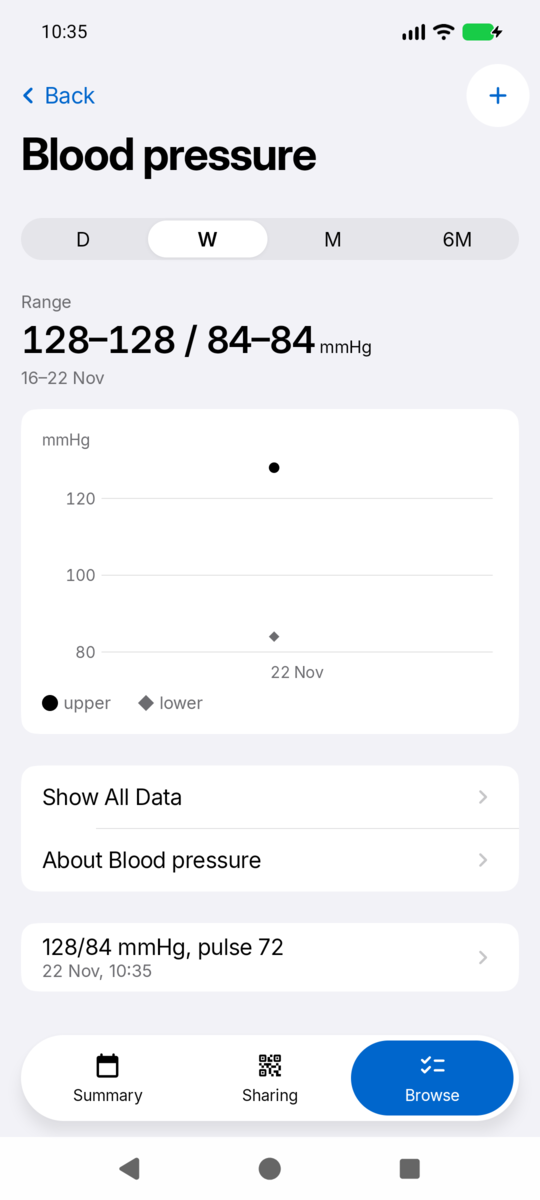 10:35
Back
Blood pressure
D W M 6M
Range
128–128 / 84–84 mmHg
16–22 Nov
mmHg
120
100
80
22 Nov
upper lower
Show All Data
About Blood pressure
128/84 mmHg, pulse 72
22 Nov, 10:35
Summary Sharing Browse